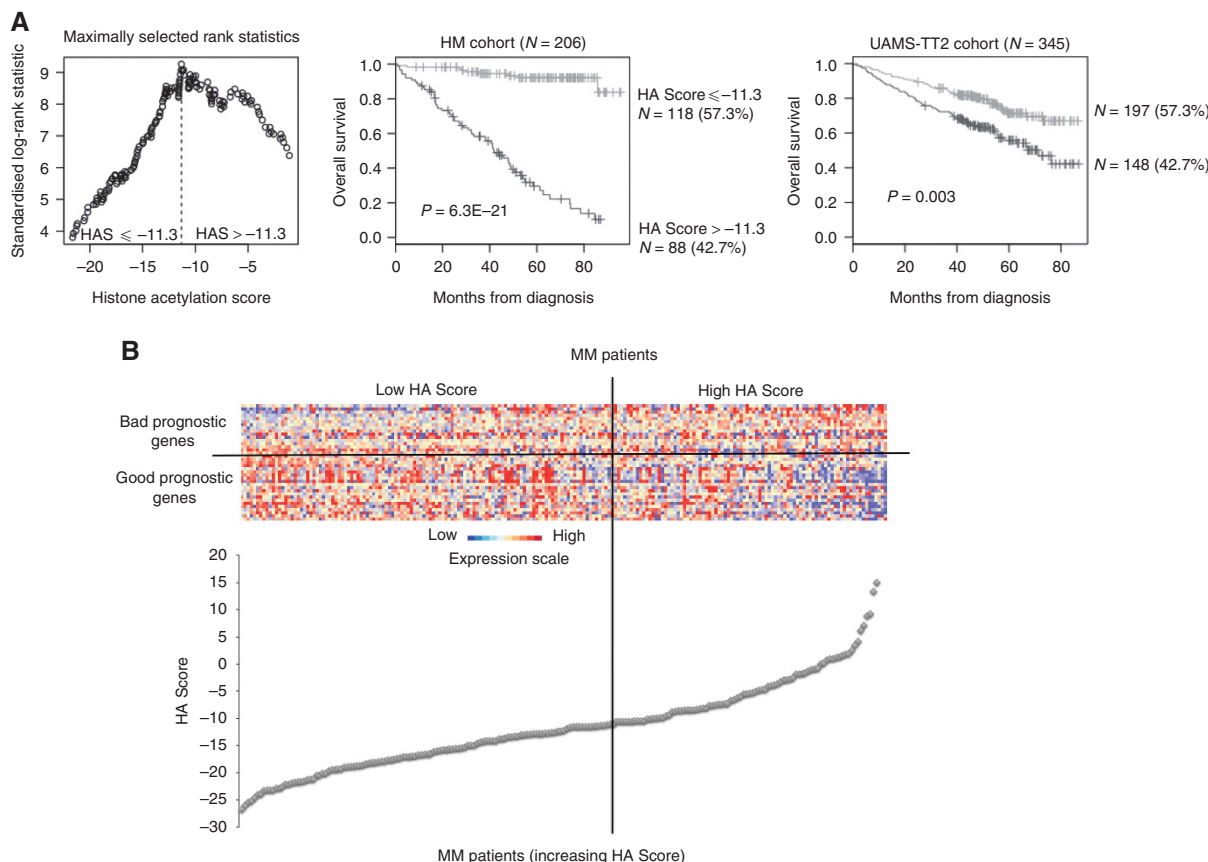 A
Maximally selected rank statistics
Standardised log-rank statistic
9
8
7
6
5
4
HAS ⩽ −11.3
HAS > −11.3
−20
−15
−10
−5
Histone acetylation score
HM cohort (N = 206)
Overall survival
1.0
0.8
0.6
0.4
0.2
0.0
P = 6.3E−21
0
20
40
60
80
Months from diagnosis
HA Score ⩽ −11.3
N = 118 (57.3%)
HA Score > −11.3
N = 88 (42.7%)
UAMS-TT2 cohort (N = 345)
Overall survival
1.0
0.8
0.6
0.4
0.2
0.0
P = 0.003
0
20
40
60
80
Months from diagnosis
N = 197 (57.3%)
N = 148 (42.7%)
B
MM patients
Low HA Score
High HA Score
Bad prognostic
genes
Good prognostic
genes
Low
High
Expression scale
HA Score
20
15
10
5
0
−5
−10
−15
−20
−25
−30
MM patients (increasing HA Score)